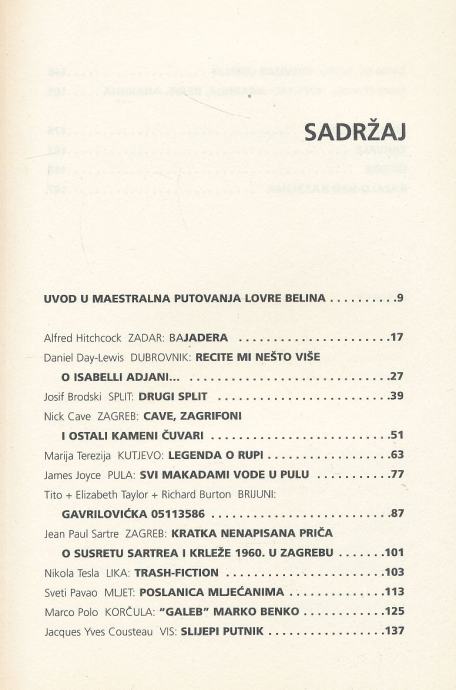 SADRŽAJ
UVOD U MAESTRALNA PUTOVANJA LOVRE BELINA ..........9
Alfred Hitchcock ZADAR: BAJADERA ......................17
Daniel Day-Lewis DUBROVNIK: RECITE MI NEŠTO VIŠE
O ISABELLI ADJANI... .............................27
Josif Brodski SPLIT: DRUGI SPLIT .........................39
Nick Cave ZAGREB: CAVE, ZAGRIFONI
I OSTALI KAMENI ČUVARI ..........................51
Marija Terezija KUTJEVO: LEGENDA O RUPI ..................63
James Joyce PULA: SVI MAKADAMI VODE U PULU ...........77
Tito + Elizabeth Taylor + Richard Burton BRIJUNI:
GAVRILOVIĆKA 05113586 ...........................87
Jean Paul Sartre ZAGREB: KRATKA NENAPISANA PRIČA
O SUSRETU SARTREA I KRLEŽE 1960. U ZAGREBU .......101
Nikola Tesla LIKA: TRASH-FICTION .......................103
Sveti Pavao MLJET: POSLANICA MLJEĆANIMA ..............113
Marco Polo KORČULA: “GALEB” MARKO BENKO ............125
Jacques Yves Cousteau VIS: SLIJEPI PUTNIK .................137